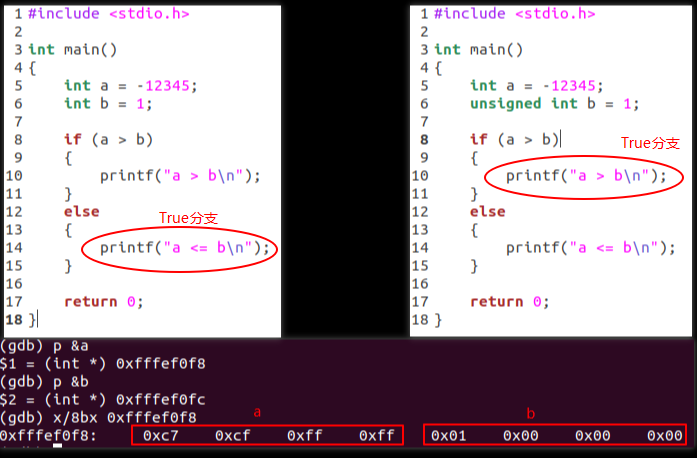 1 #include <stdio.h>
2
3 int main()
4 {
5     int a = -12345;
6     int b = 1;
7
8     if (a > b)
9     {
10         printf("a > b\n");
11     }
12     else
True分支
13     {
14         printf("a <= b\n");
15     }
16
17     return 0;
18 }
1 #include <stdio.h>
2
3 int main()
4 {
5     int a = -12345;
6     unsigned int b = 1;
7
8     if (a > b)
True分支
9     {
10         printf("a > b\n");
11     }
12     else
13     {
14         printf("a <= b\n");
15     }
16
17     return 0;
18 }
(gdb) p &a
$1 = (int *) 0xfffef0f8
(gdb) p &b
$2 = (int *) 0xfffef0fc
(gdb) x/8bx 0xfffef0f8
a b
0xfffef0f8: 0xc7 0xcf 0xff 0xff 0x01 0x00 0x00 0x00